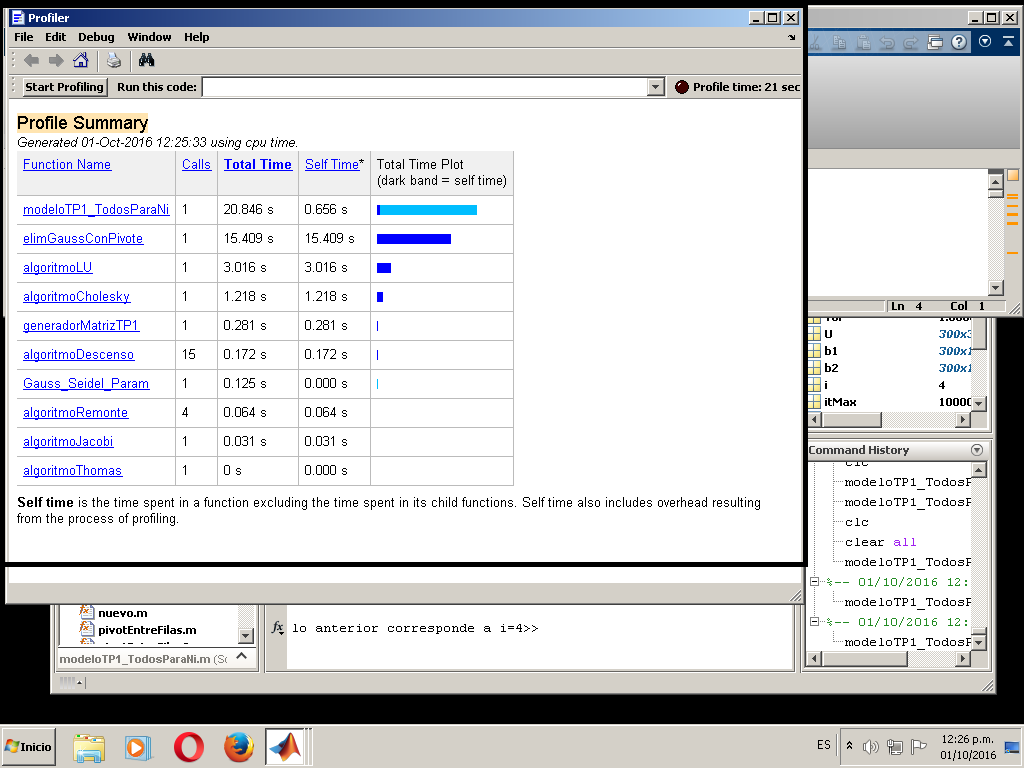 Profiler
File Edit Debug Window Help
Start Profiling Run this code: Profile time: 21 sec
Profile Summary
Generated 01-Oct-2016 12:25:33 using cpu time.
Function Name Calls Total Time Self Time* Total Time Plot
(dark band = self time)
modeloTP1_TodosParaNi 1 20.846 s 0.656 s
elimGaussConPivote 1 15.409 s 15.409 s
algoritmoLU 1 3.016 s 3.016 s
algoritmoCholesky 1 1.218 s 1.218 s
generadorMatrizTP1 1 0.281 s 0.281 s
algoritmoDescenso 15 0.172 s 0.172 s
Gauss_Seidel_Param 1 0.125 s 0.000 s
algoritmoRemonte 4 0.064 s 0.064 s
algoritmoJacobi 1 0.031 s 0.031 s
algoritmoThomas 1 0 s 0.000 s
Self time is the time spent in a function excluding the time spent in its child functions. Self time also includes overhead resulting
from the process of profiling.
Ln 4 Col 1
U 300x3
b1 300x1
b2 300x1
i 4
itMax 10000
Command History
clc
modeloTP1_TodosP
modeloTP1_TodosP
clc
clear all
modeloTP1_TodosP
%-- 01/10/2016 12:
modeloTP1_TodosP
%-- 01/10/2016 12:
modeloTP1_TodosP
nuevo.m
pivotEntreFilas.m
modeloTP1_TodosParaNi.m (Sc
fx lo anterior corresponde a i=4>>
Inicio
ES
12:26 p.m.
01/10/2016